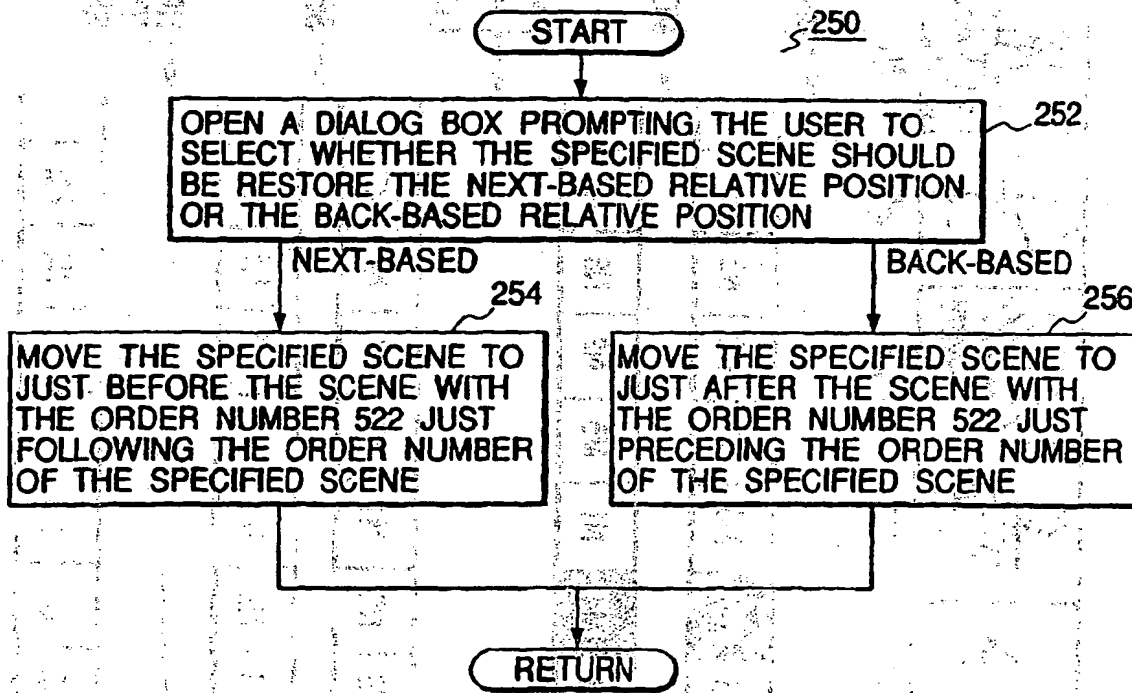 START
250
OPEN A DIALOG BOX PROMPTING THE USER TO
SELECT WHETHER THE SPECIFIED SCENE SHOULD
BE RESTORE THE NEXT-BASED RELATIVE POSITION
OR THE BACK-BASED RELATIVE POSITION
252
NEXT-BASED
BACK-BASED
254
MOVE THE SPECIFIED SCENE TO
JUST BEFORE THE SCENE WITH
THE ORDER NUMBER 522 JUST
FOLLOWING THE ORDER NUMBER
OF THE SPECIFIED SCENE
256
MOVE THE SPECIFIED SCENE TO
JUST AFTER THE SCENE WITH
THE ORDER NUMBER 522 JUST
PRECEDING THE ORDER NUMBER
OF THE SPECIFIED SCENE
RETURN